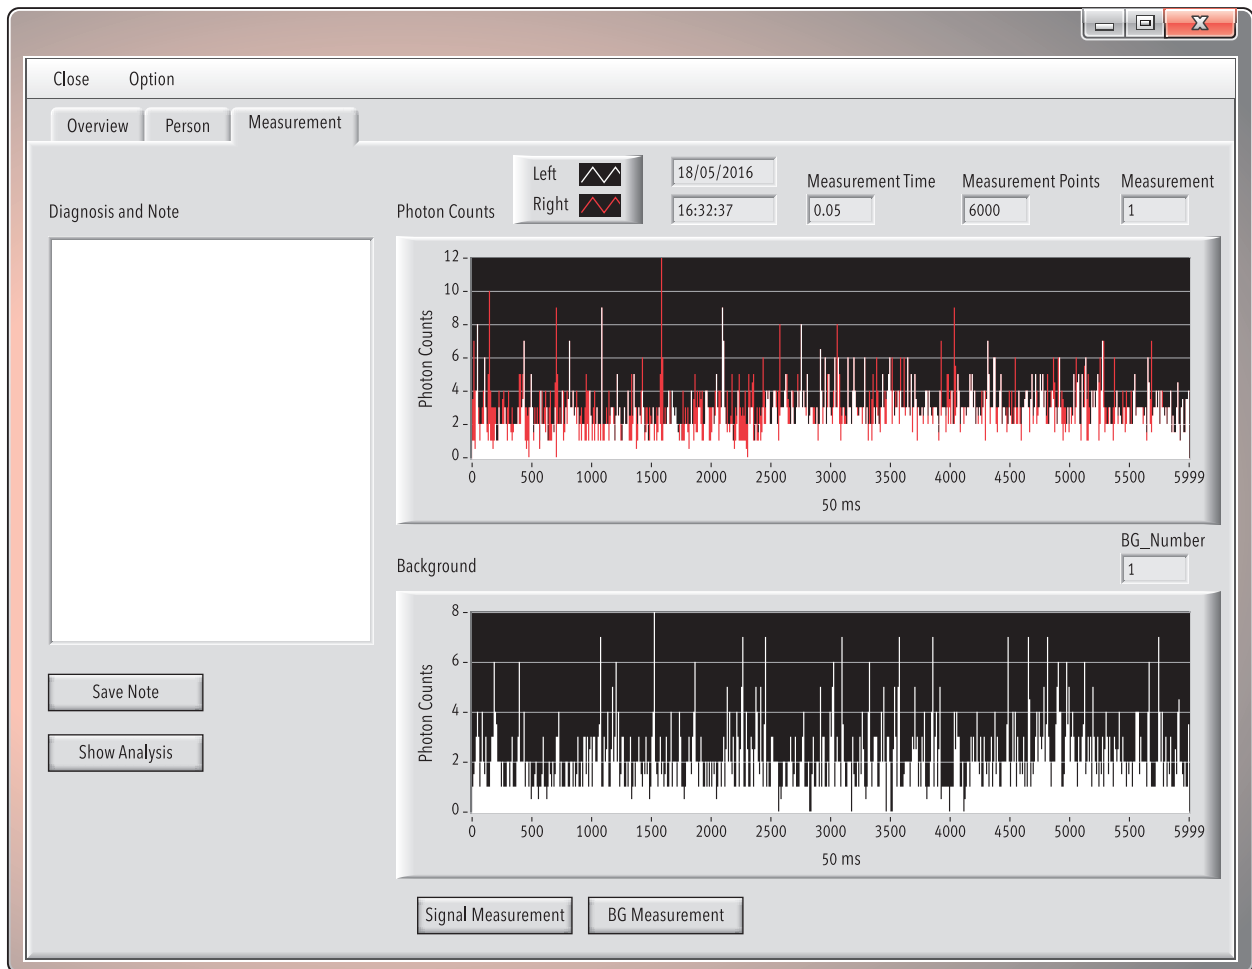 Close Option
Overview Person Measurement
Left
Right
18/05/2016
16:32:37
Measurement Time
0.05
Measurement Points
6000
Measurement
1
Diagnosis and Note
Photon Counts
Photon Counts
12
10
8
6
4
2
0
0 500 1000 1500 2000 2500 3000 3500 4000 4500 5000 5500 5999
50 ms
BG_Number
1
Background
Photon Counts
8
6
4
2
0
0 500 1000 1500 2000 2500 3000 3500 4000 4500 5000 5500 5999
50 ms
Save Note
Show Analysis
Signal Measurement BG Measurement